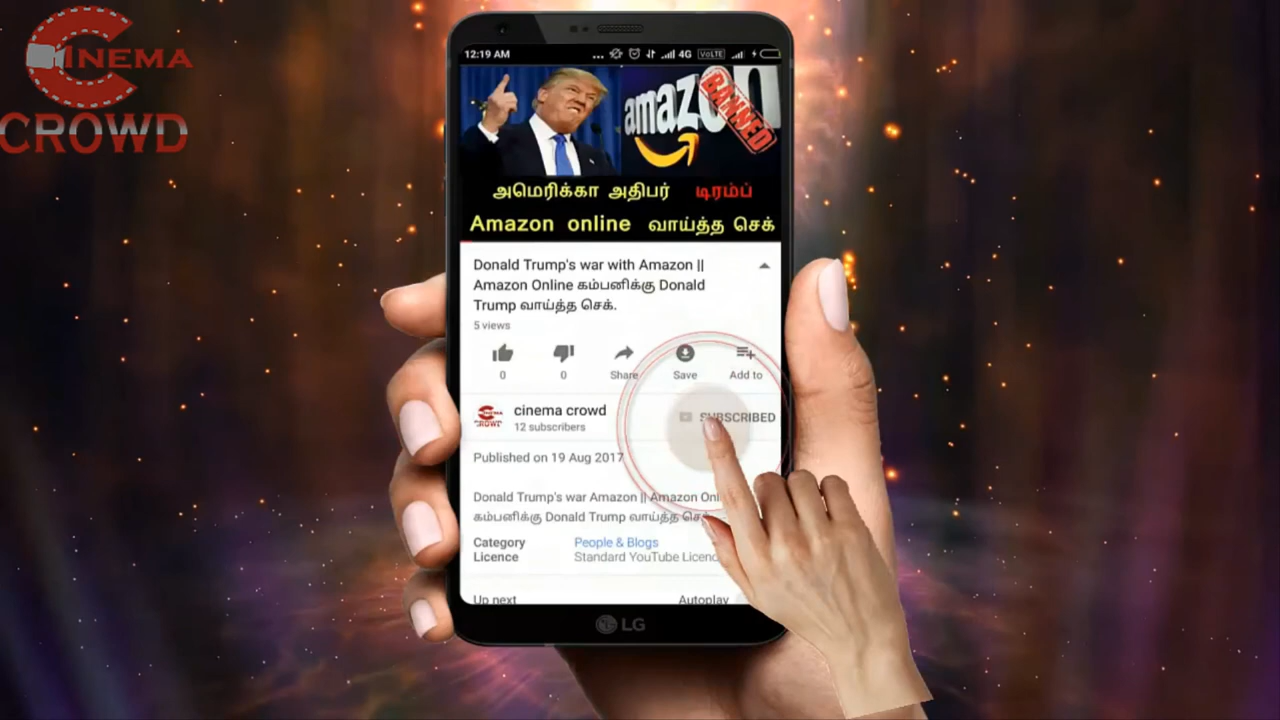 CINEMA
CROWD
12:19 AM
4G VoLTE
amazon
BANNED
அமெரிக்கா அதிபர் டிரம்ப்
Amazon online வாய்த்த செக்
Donald Trump's war with Amazon ||
Amazon Online கம்பனிக்கு Donald
Trump வாய்த்த செக்.
5 views
0 0 Share Save Add to
cinema crowd
12 subscribers
SUBSCRIBED
Published on 19 Aug 2017
Donald Trump's war Amazon || Amazon Onl
கம்பனிக்கு Donald Trump வாய்த்த செக்
Category People & Blogs
Licence Standard YouTube Licenc
Up next Autoplay
LG